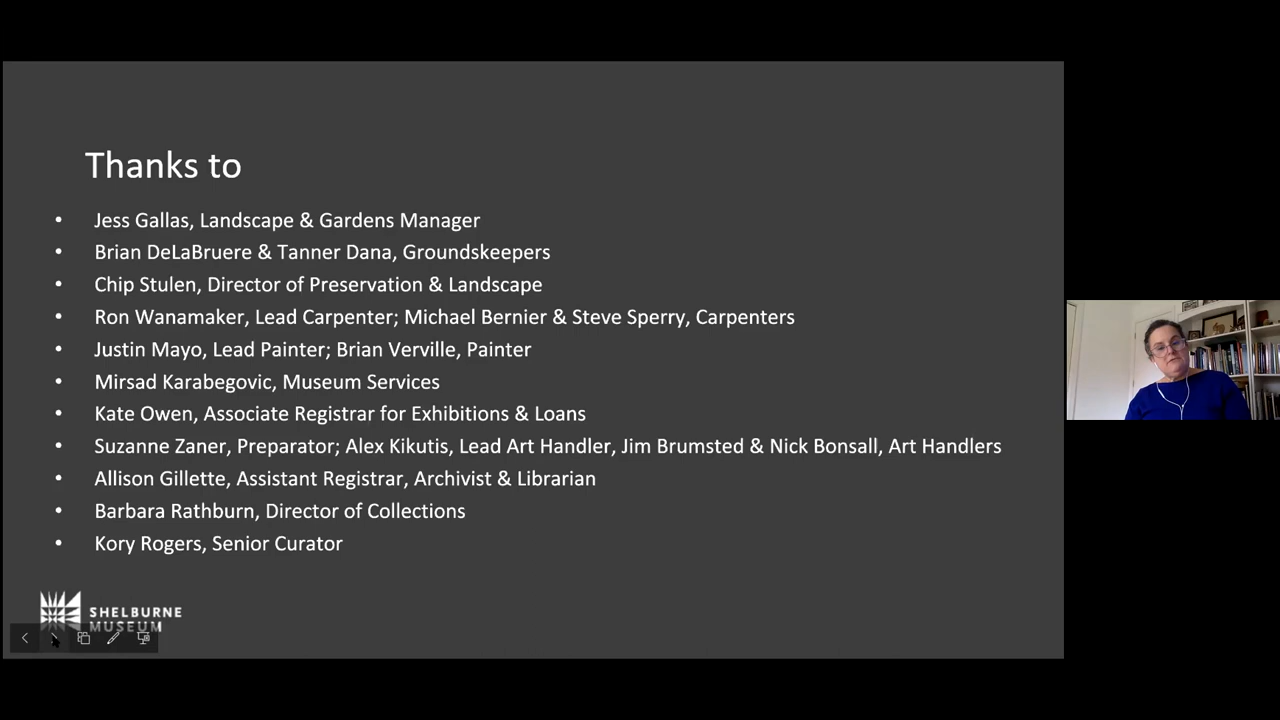 Thanks to
• Jess Gallas, Landscape & Gardens Manager
• Brian DeLaBruere & Tanner Dana, Groundskeepers
• Chip Stulen, Director of Preservation & Landscape
• Ron Wanamaker, Lead Carpenter; Michael Bernier & Steve Sperry, Carpenters
• Justin Mayo, Lead Painter; Brian Verville, Painter
• Mirsad Karabegovic, Museum Services
• Kate Owen, Associate Registrar for Exhibitions & Loans
• Suzanne Zaner, Preparator; Alex Kikutis, Lead Art Handler, Jim Brumsted & Nick Bonsall, Art Handlers
• Allison Gillette, Assistant Registrar, Archivist & Librarian
• Barbara Rathburn, Director of Collections
• Kory Rogers, Senior Curator
SHELBURNE
MUSEUM